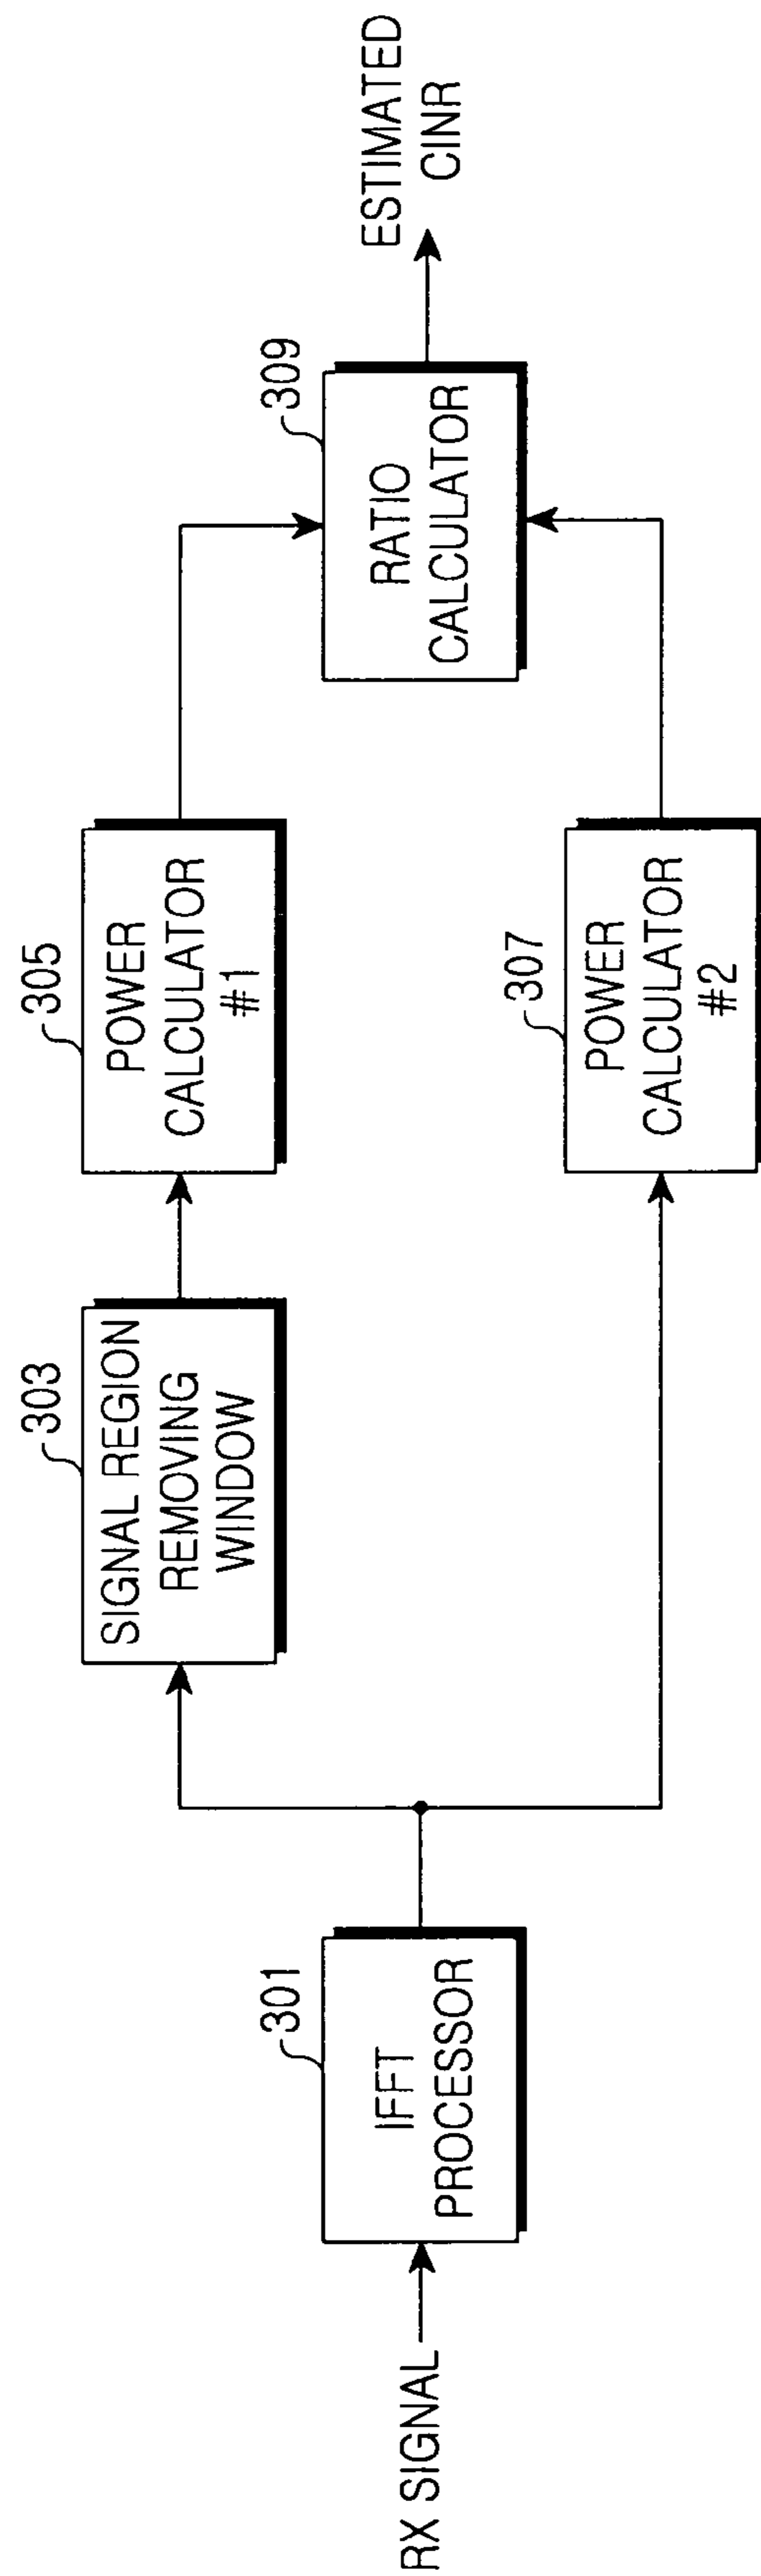 RX SIGNAL
301
IFFT
PROCESSOR
303
SIGNAL REGION
REMOVING
WINDOW
305
POWER
CALCULATOR
#1
307
POWER
CALCULATOR
#2
309
RATIO
CALCULATOR
ESTIMATED
CINR